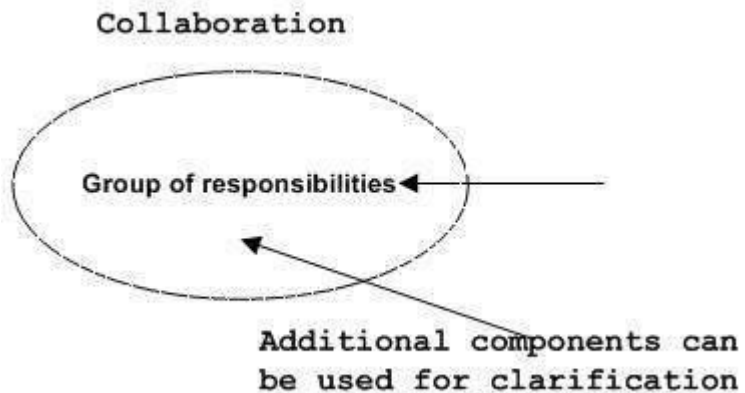 Collaboration
Group of responsibilities
Additional components can
be used for clarification